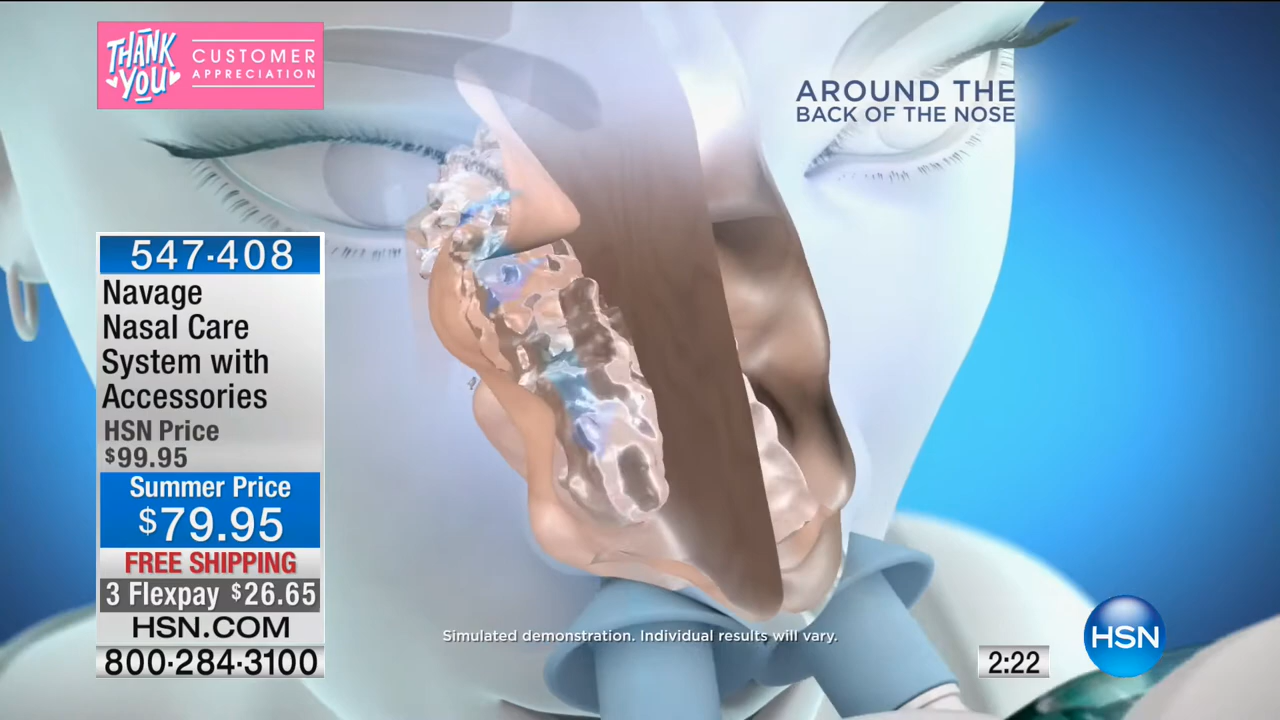 THANK YOU
CUSTOMER
APPRECIATION
AROUND THE
BACK OF THE NOSE
547·408
Navage
Nasal Care
System with
Accessories
HSN Price
$99.95
Summer Price
$79.95
FREE SHIPPING
3 Flexpay $26.65
HSN.COM
800·284·3100
Simulated demonstration. Individual results will vary.
2:22
HSN